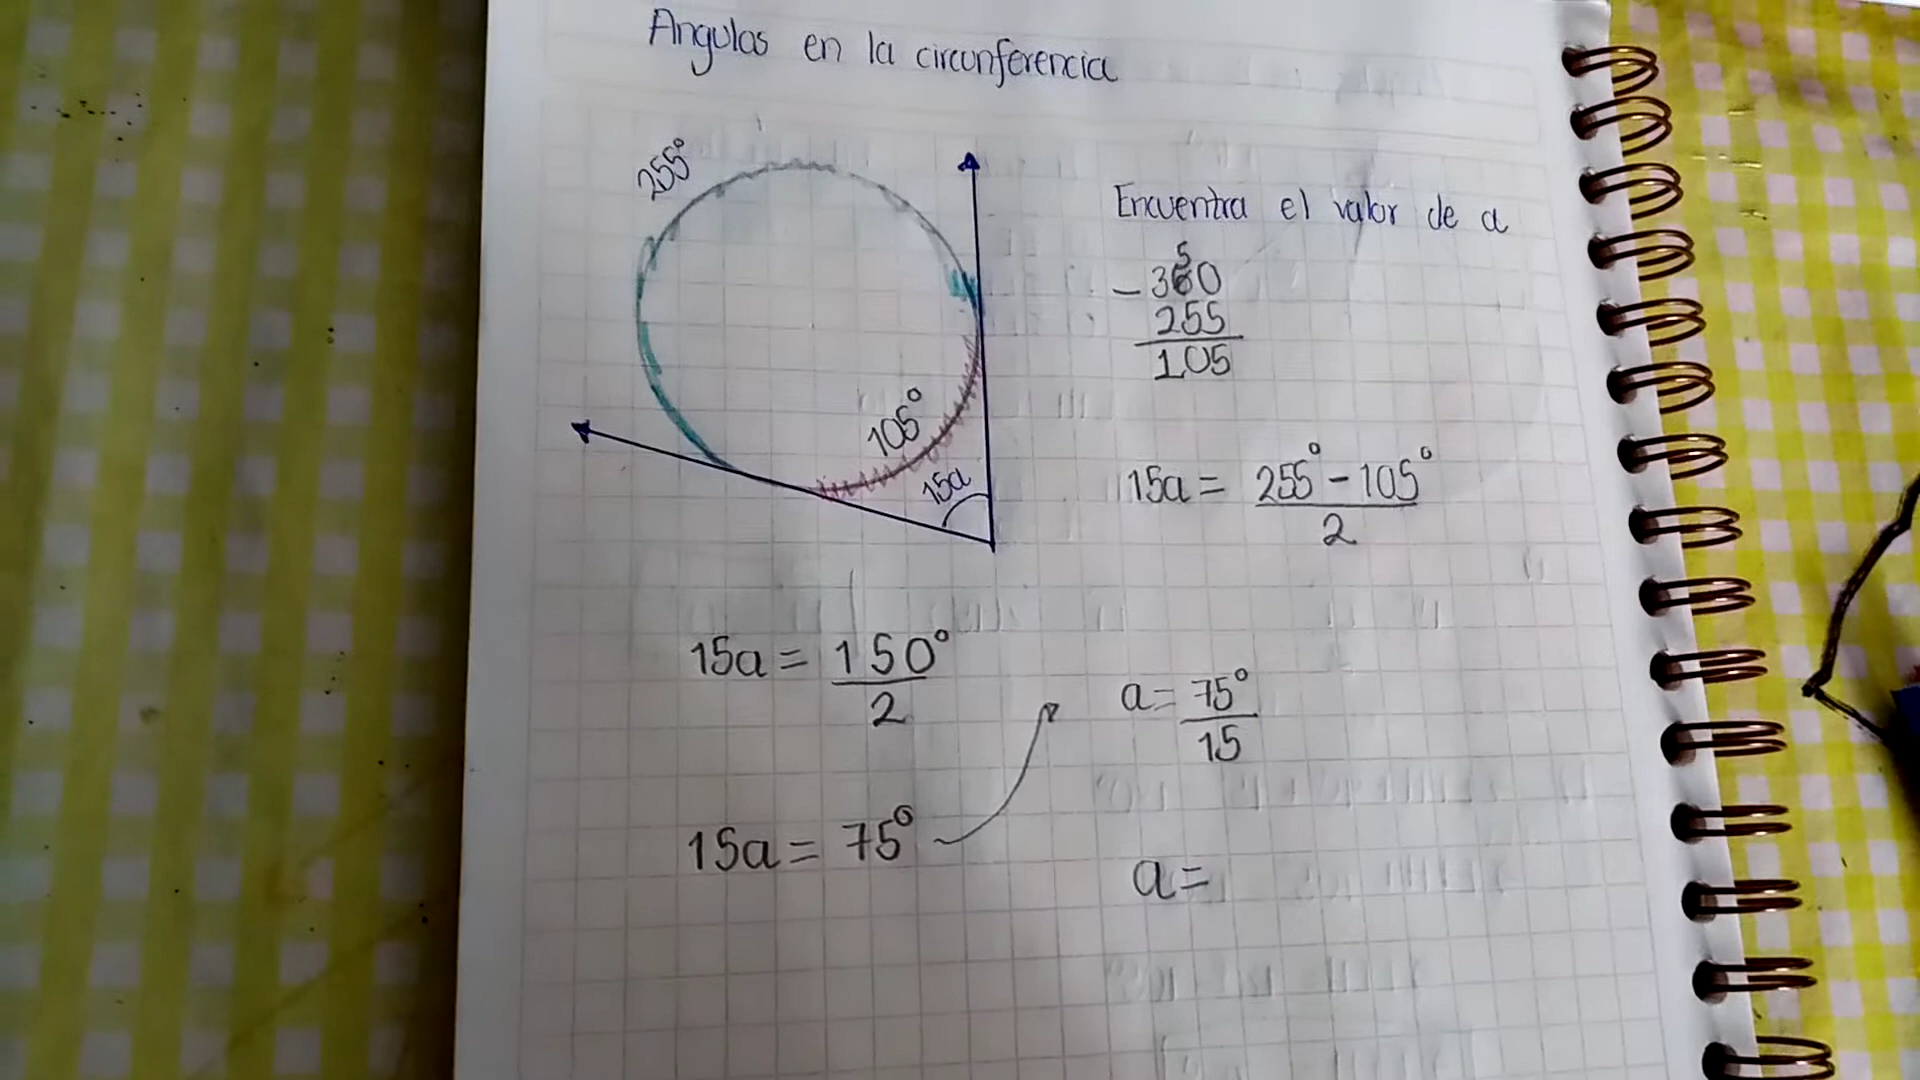 Angulos en la circunferencia
255°
105°
15a
Encuentra el valor de a
5
- 360
255
105
15a = 255° - 105°
2
15a = 150°
2
15a = 75°
a = 75°
15
a =